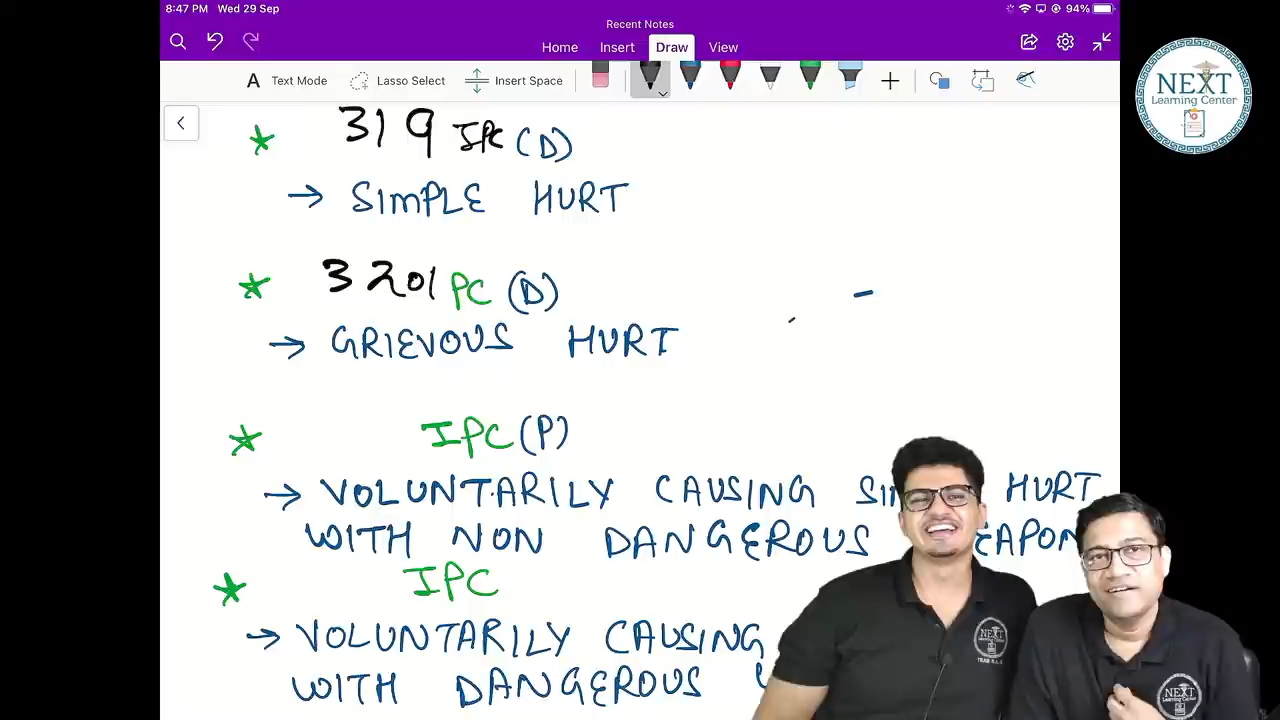 8:47 PM Wed 29 Sep
94%
Recent Notes
Home Insert Draw View
Text Mode Lasso Select Insert Space
NEXT
Learning Center
★ 319 IPC (D)
→ SIMPLE HURT
★ 320 IPC (D)
→ GRIEVOUS HURT
★ IPC (P)
→ VOLUNTARILY CAUSING HURT
WITH NON DANGEROUS
★ IPC
→ VOLUNTARILY CAUSING
WITH DANGEROUS
NEXT
NEXT